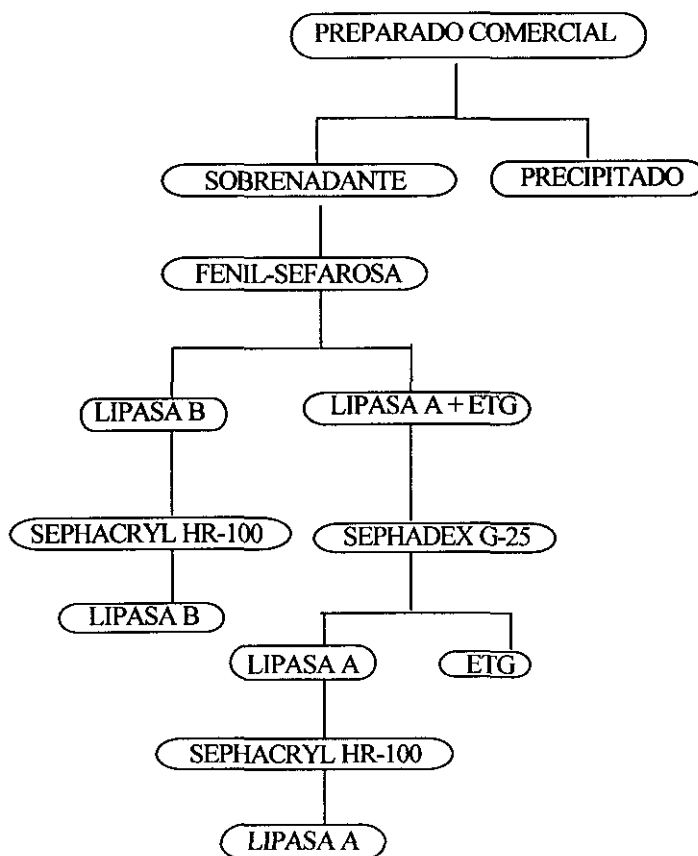 PREPARADO COMERCIAL
SOBRENADANTE
PRECIPITADO
FENIL-SEFAROSA
LIPASA B
LIPASA A + ETG
SEPHACRYL HR-100
SEPHADEX G-25
LIPASA B
LIPASA A
ETG
SEPHACRYL HR-100
LIPASA A